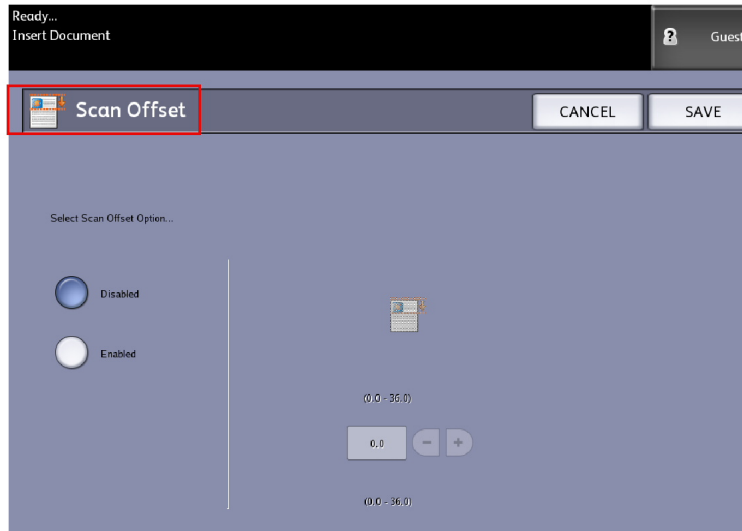 Ready...
Insert Document
Guest
Scan Offset
CANCEL
SAVE
Select Scan Offset Option...
Disabled
Enabled
(0.0 - 36.0)
0.0
(0.0 - 36.0)